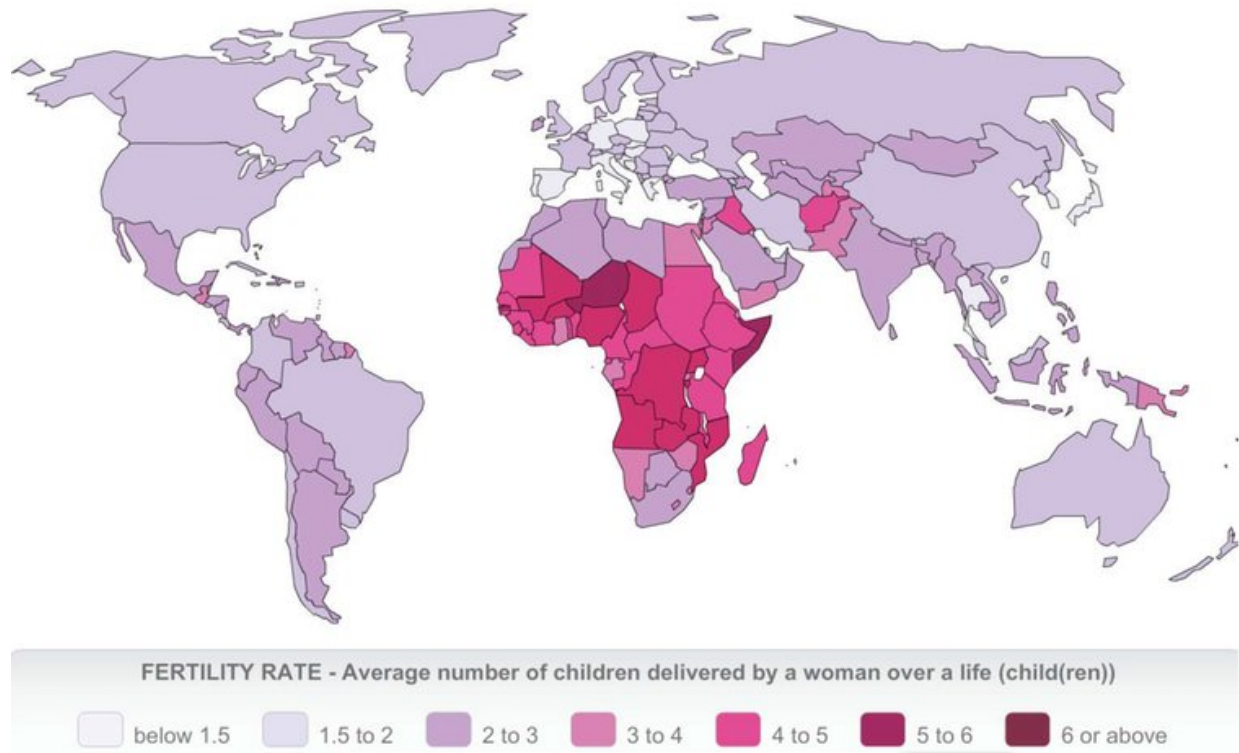 FERTILITY RATE - Average number of children delivered by a woman over a life (child(ren))
below 1.5 1.5 to 2 2 to 3 3 to 4 4 to 5 5 to 6 6 or above